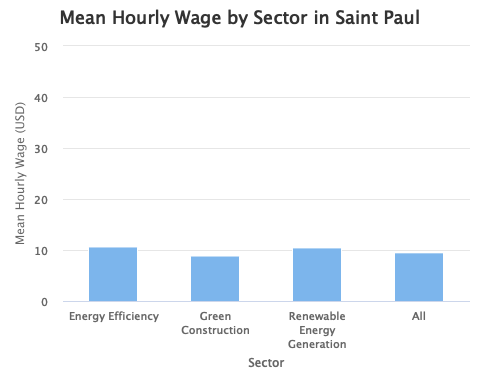 Mean Hourly Wage by Sector in Saint Paul
Mean Hourly Wage (USD)
50
40
30
20
10
0
Energy Efficiency
Green
Construction
Renewable
Energy
Generation
All
Sector